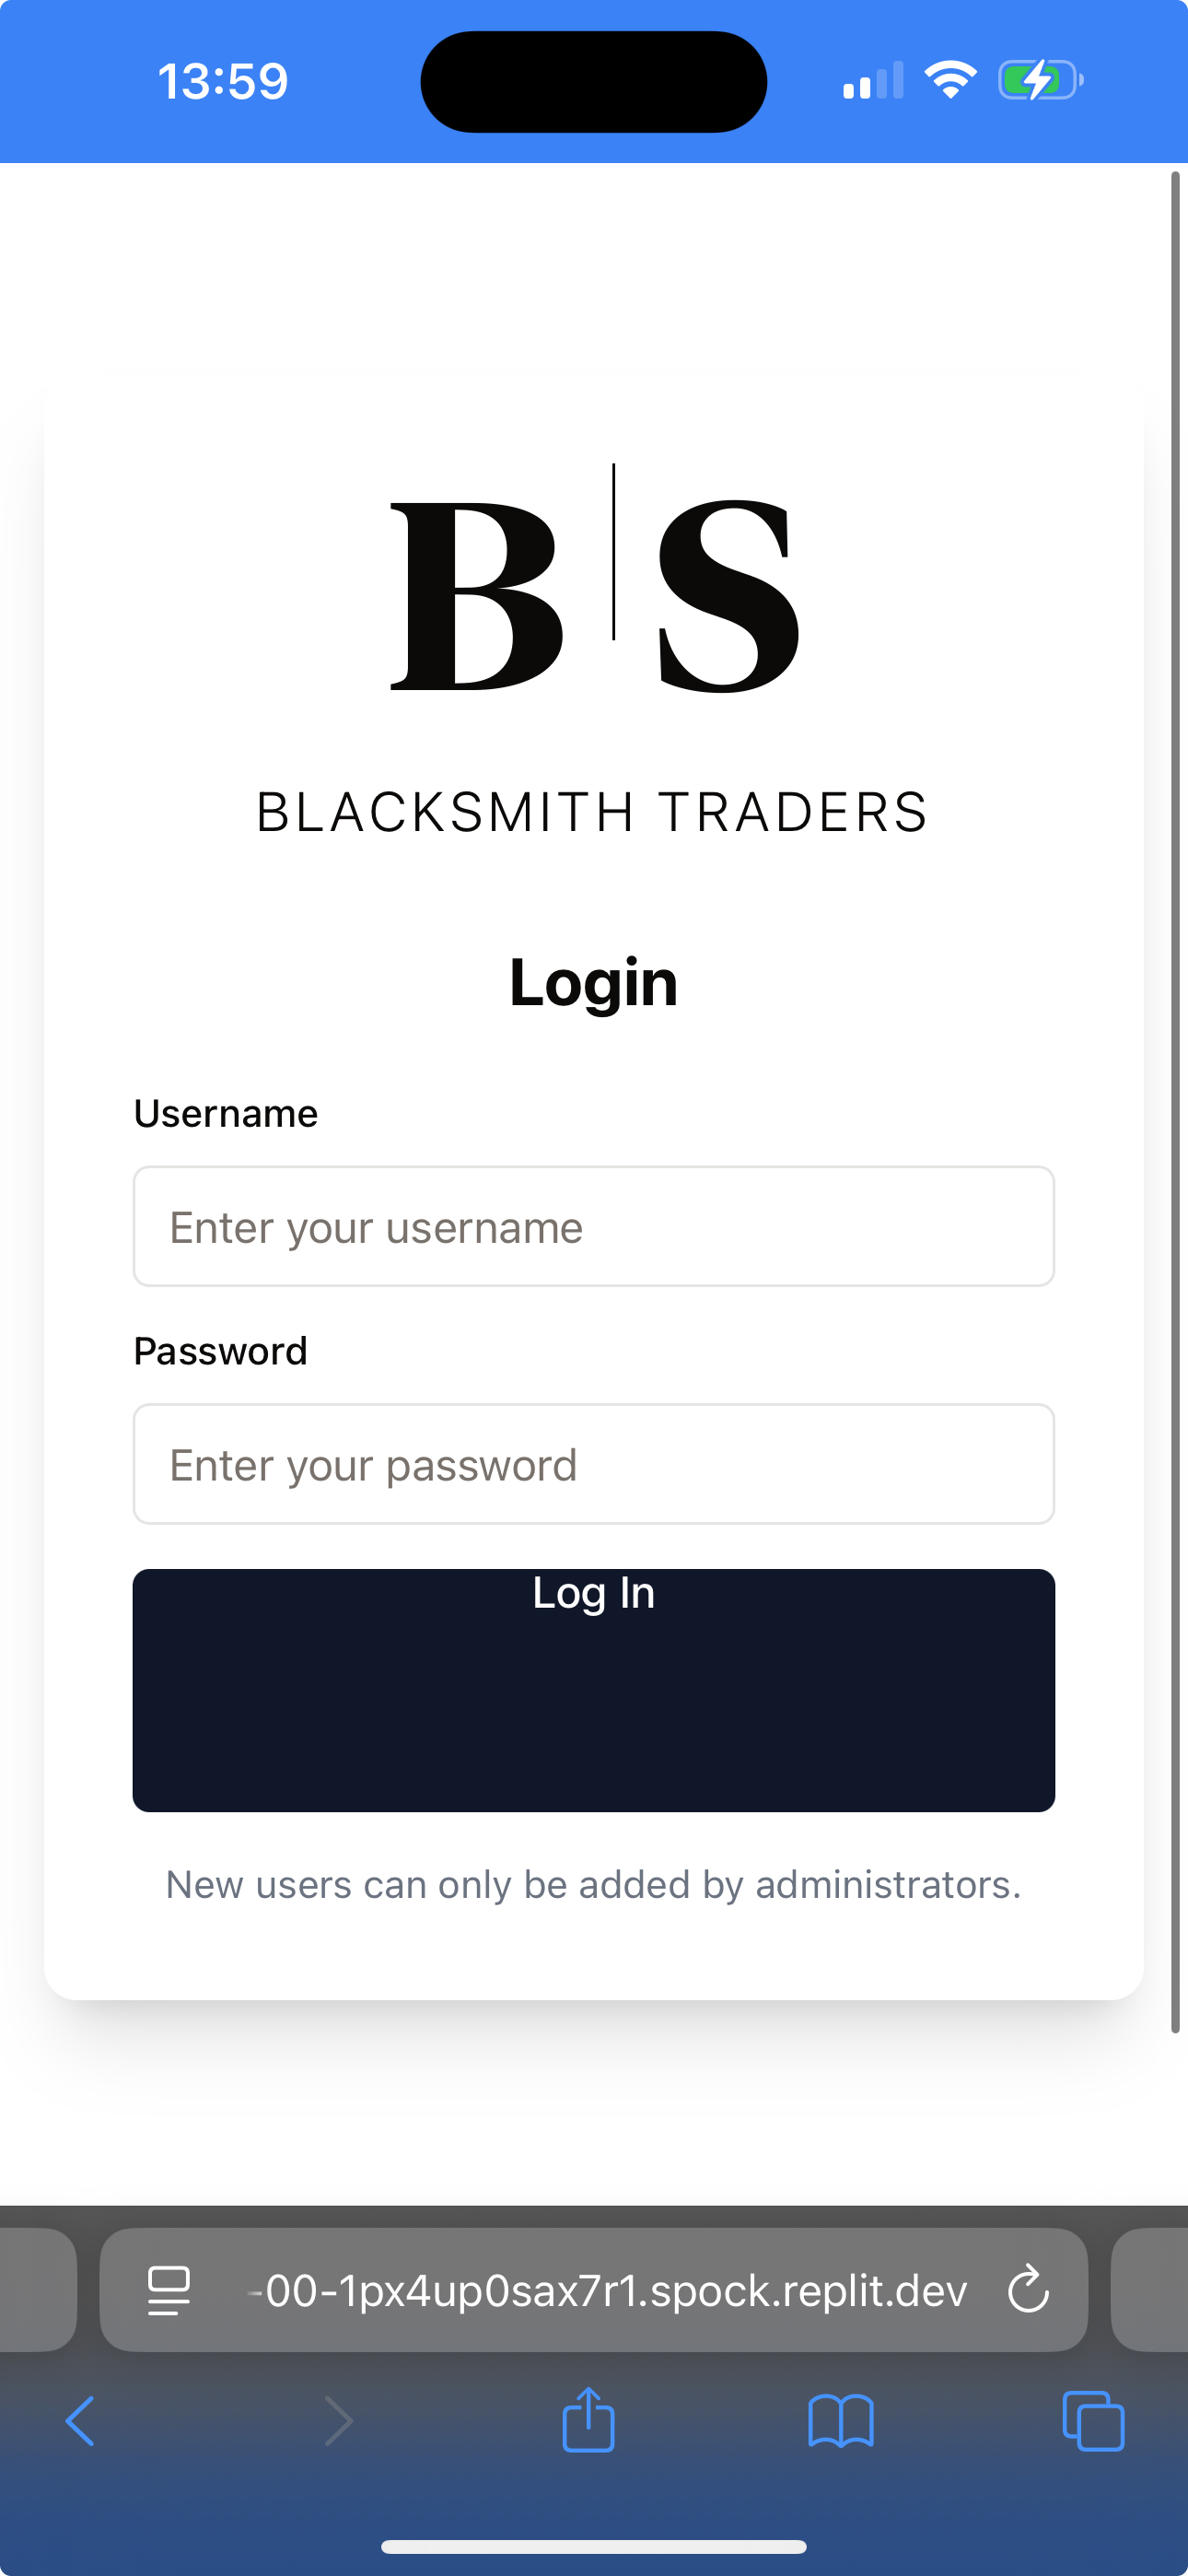 13:59
B|S
BLACKSMITH TRADERS
Login
Username
Enter your username
Password
Enter your password
Log In
New users can only be added by administrators.
-00-1px4up0sax7r1.spock.replit.dev